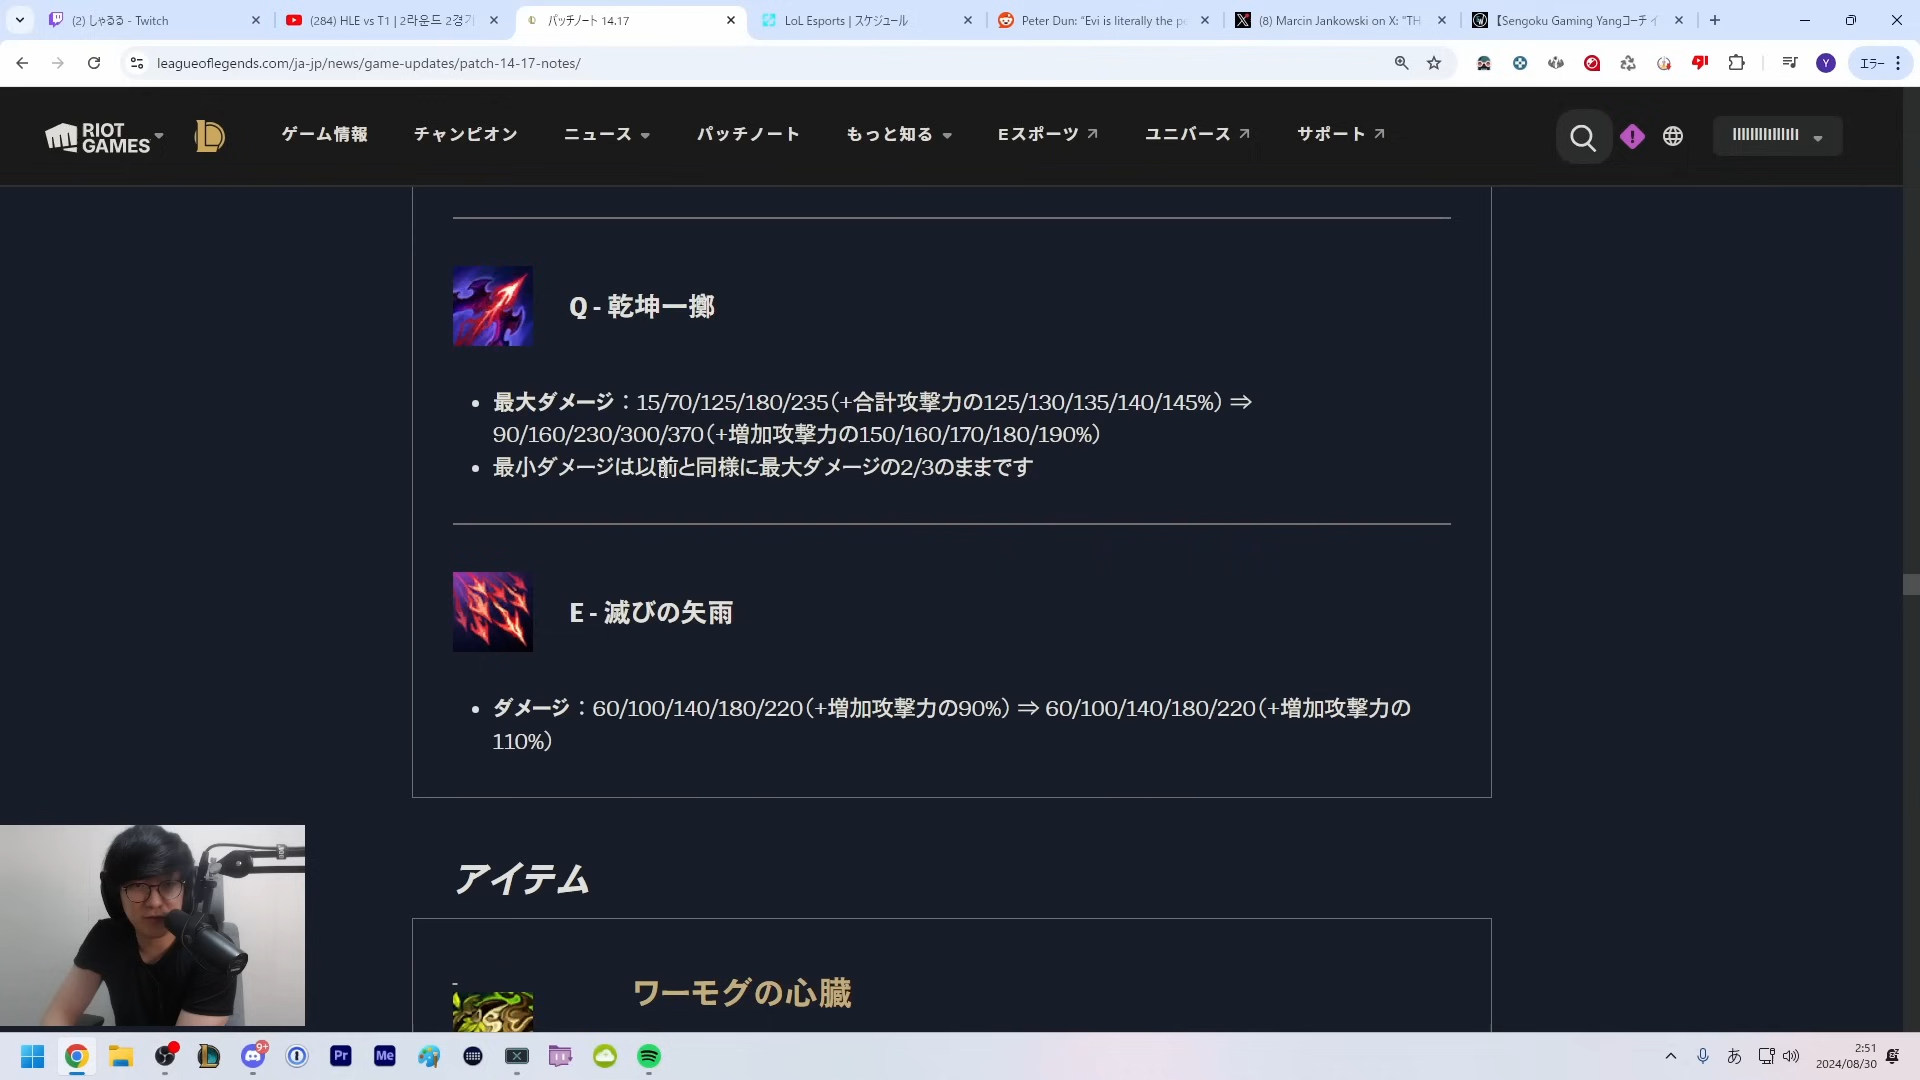 (2) しゃるる - Twitch
(284) HLE vs T1 | 2라운드 2경기
パッチノート 14.17
LoL Esports | スケジュール
Peter Dun: "Evi is literally the p
(8) Marcin Jankowski on X: "TH
【Sengoku Gaming Yangコーチ イ
leagueoflegends.com/ja-jp/news/game-updates/patch-14-17-notes/
Y
エラー
RIOT GAMES
ゲーム情報
チャンピオン
ニュース
パッチノート
もっと知る
Eスポーツ
ユニバース
サポート
IIIIIIIIIIIIII
Q - 乾坤一擲
• 最大ダメージ：15/70/125/180/235（+合計攻撃力の125/130/135/140/145%）⇒
90/160/230/300/370（+増加攻撃力の150/160/170/180/190%）
• 最小ダメージは以前と同様に最大ダメージの2/3のままです
E - 滅びの矢雨
• ダメージ：60/100/140/180/220（+増加攻撃力の90%）⇒ 60/100/140/180/220（+増加攻撃力の
110%）
アイテム
ワーモグの心臓
9+
Pr
Me
あ
2:51
2024/08/30